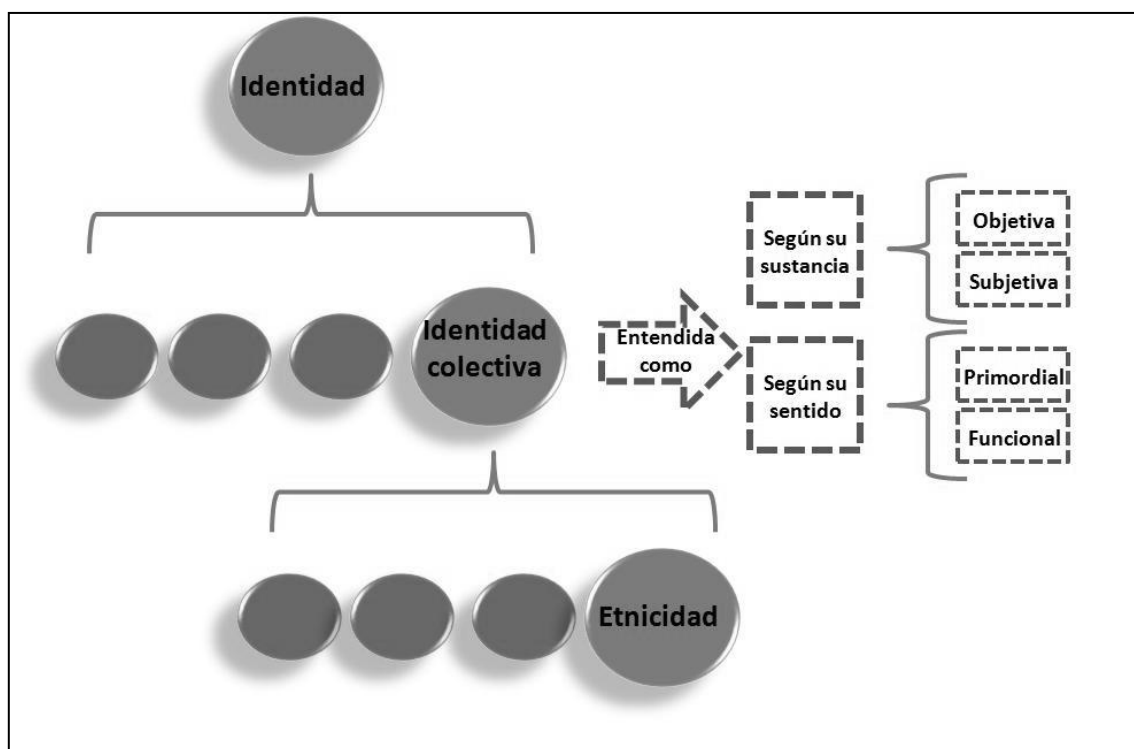 Identidad
Identidad
colectiva
Entendida
como
Según su
sustancia
Objetiva
Subjetiva
Según su
sentido
Primordial
Funcional
Etnicidad